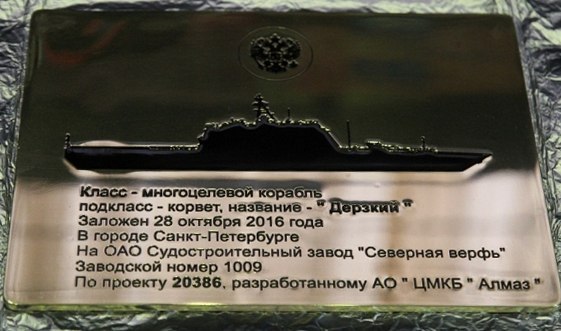 Класс - многоцелевой корабль
подкласс - корвет, название - " Дерзкий "
Заложен 28 октября 2016 года
В городе Санкт-Петербурге
На ОАО Судостроительный завод "Северная верфь"
Заводской номер 1009
По проекту 20386, разработанному АО " ЦМКБ " Алмаз "